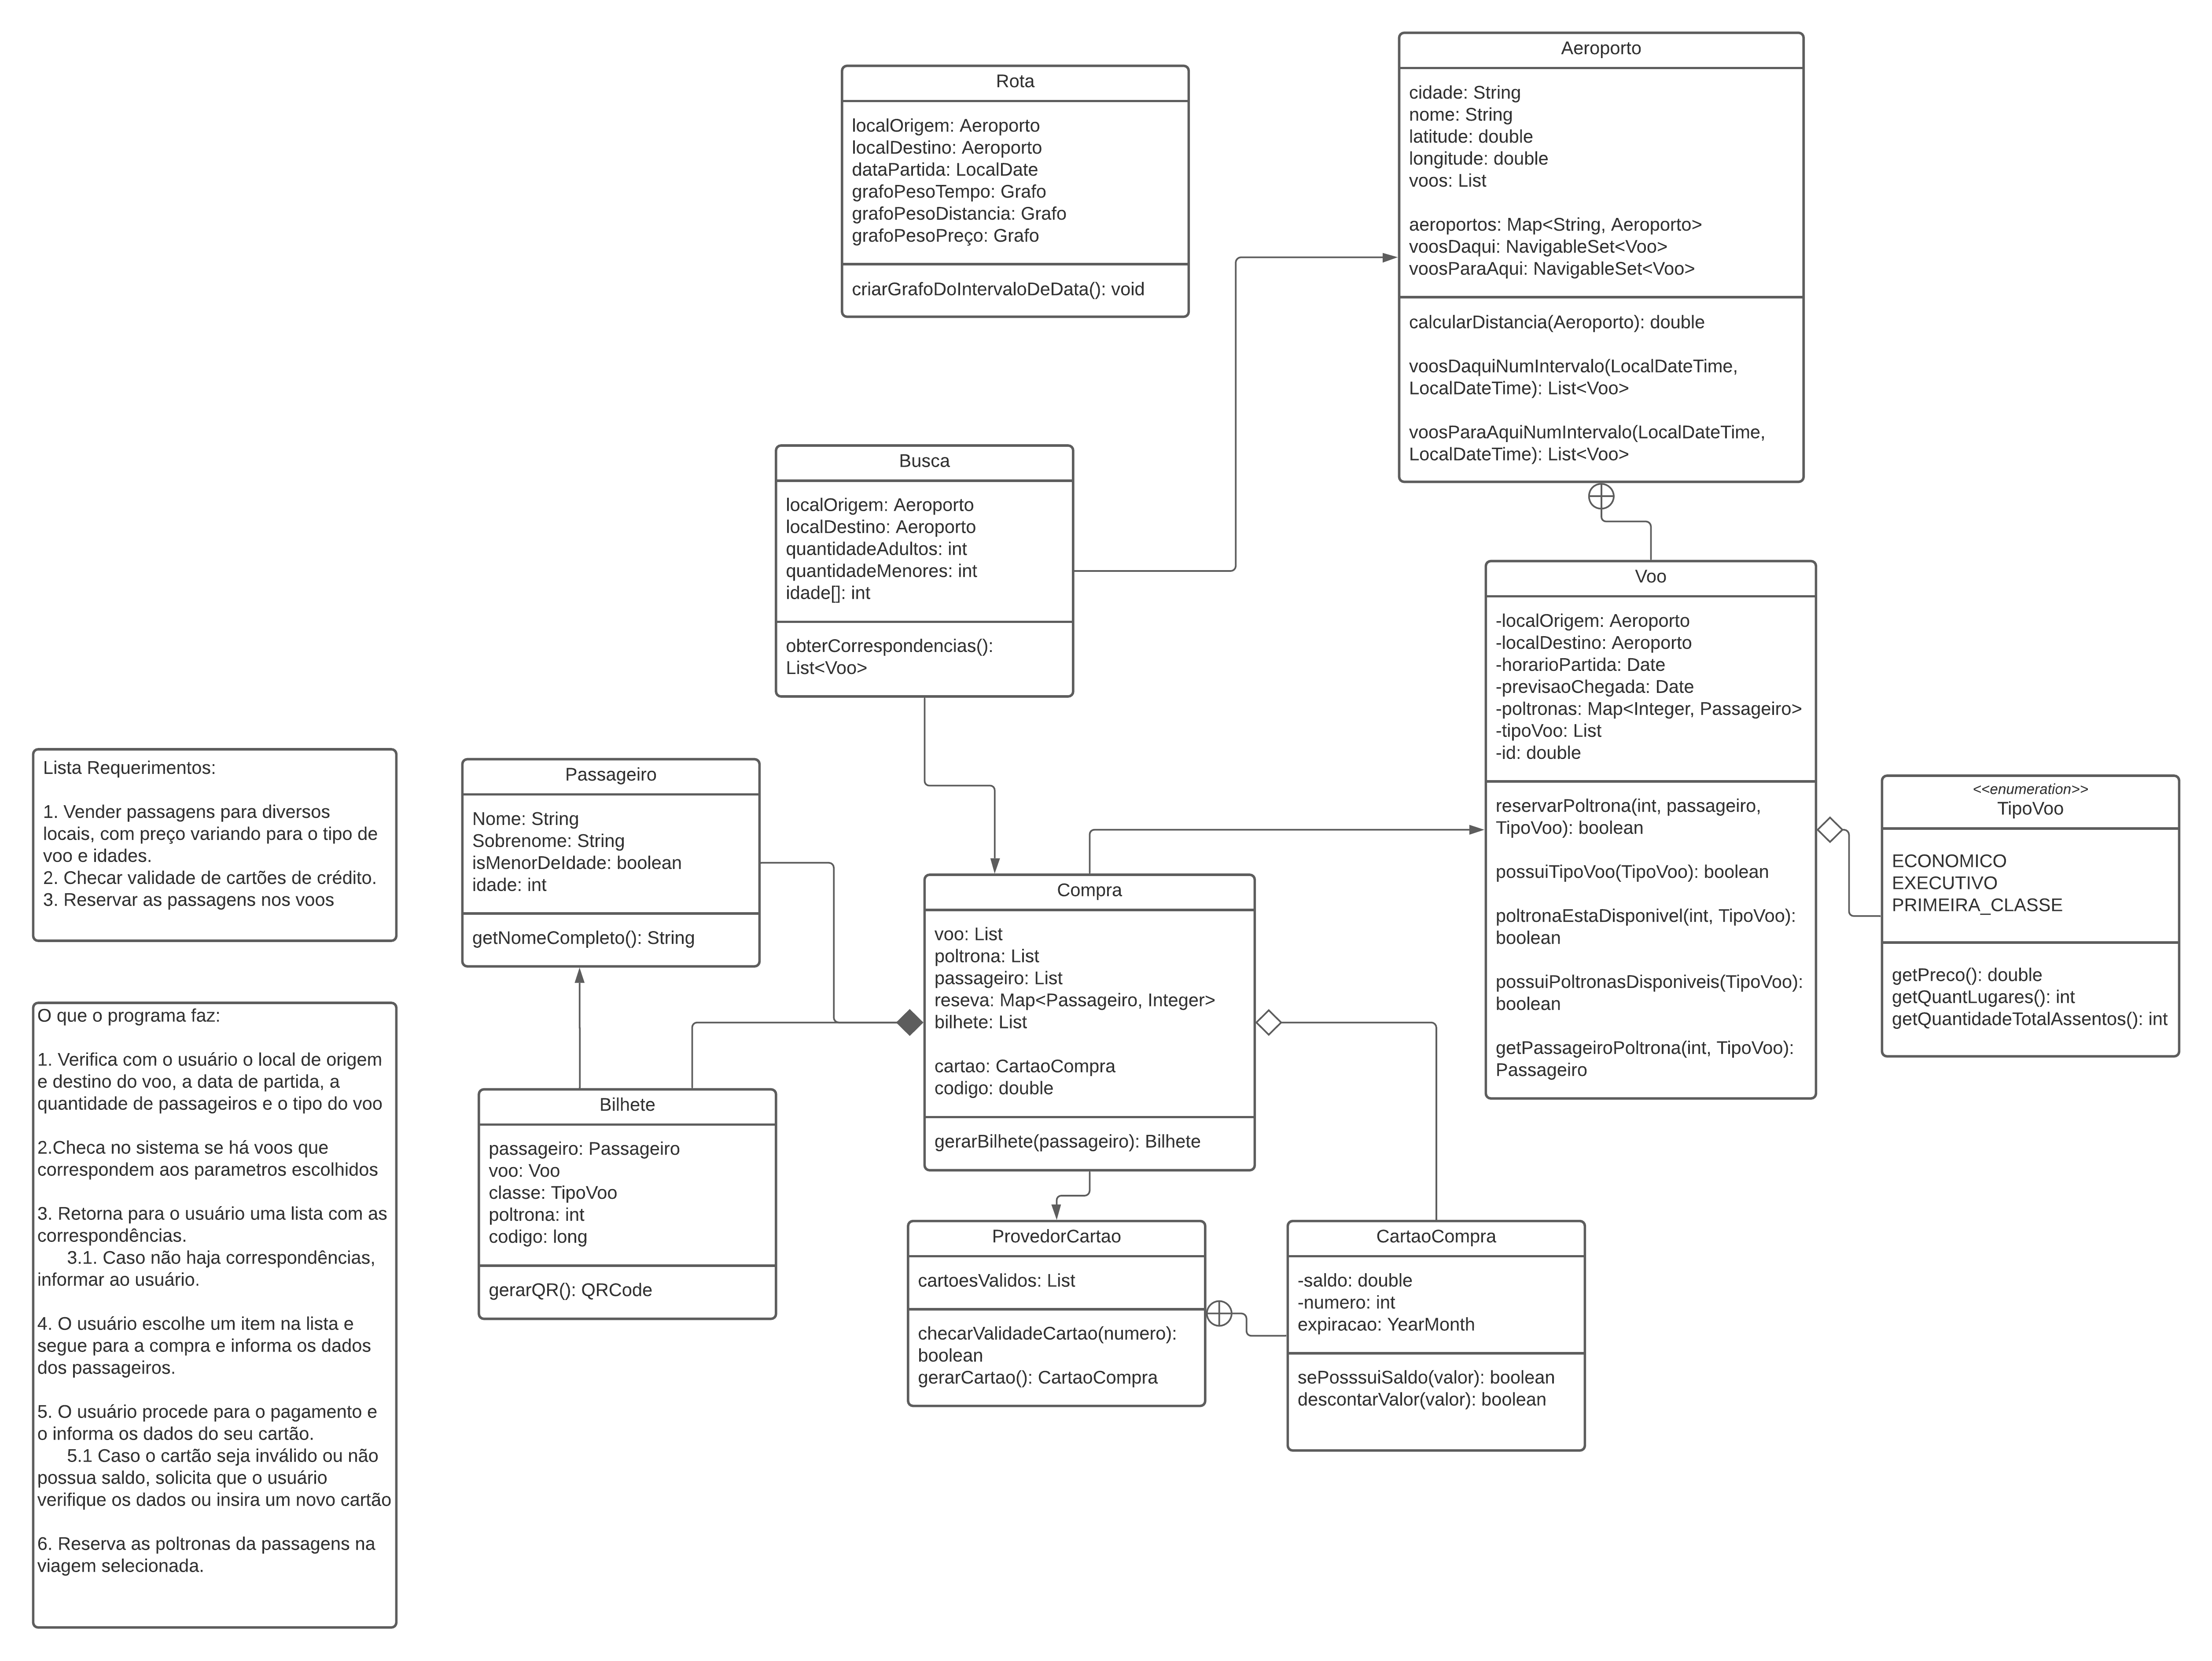 Aeroporto
cidade: String
nome: String
latitude: double
longitude: double
voos: List
aeroportos: Map<String, Aeroporto>
voosDaqui: NavigableSet<Voo>
voosParaAqui: NavigableSet<Voo>
calcularDistancia(Aeroporto): double
voosDaquiNumIntervalo(LocalDateTime,
LocalDateTime): List<Voo>
voosParaAquiNumIntervalo(LocalDateTime,
LocalDateTime): List<Voo>
Rota
localOrigem: Aeroporto
localDestino: Aeroporto
dataPartida: LocalDate
grafoPesoTempo: Grafo
grafoPesoDistancia: Grafo
grafoPesoPreço: Grafo
criarGrafoDoIntervaloDeData(): void
Busca
localOrigem: Aeroporto
localDestino: Aeroporto
quantidadeAdultos: int
quantidadeMenores: int
idade[]: int
obterCorrespondencias():
List<Voo>
Voo
-localOrigem: Aeroporto
-localDestino: Aeroporto
-horarioPartida: Date
-previsaoChegada: Date
-poltronas: Map<Integer, Passageiro>
-tipoVoo: List
-id: double
reservarPoltrona(int, passageiro,
TipoVoo): boolean
possuiTipoVoo(TipoVoo): boolean
poltronaEstaDisponivel(int, TipoVoo):
boolean
possuiPoltronasDisponiveis(TipoVoo):
boolean
getPassageiroPoltrona(int, TipoVoo):
Passageiro
<<enumeration>>
TipoVoo
ECONOMICO
EXECUTIVO
PRIMEIRA_CLASSE
getPreco(): double
getQuantLugares(): int
getQuantidadeTotalAssentos(): int
Lista Requerimentos:
1. Vender passagens para diversos
locais, com preço variando para o tipo de
voo e idades.
2. Checar validade de cartões de crédito.
3. Reservar as passagens nos voos
Passageiro
Nome: String
Sobrenome: String
isMenorDeIdade: boolean
idade: int
getNomeCompleto(): String
Compra
voo: List
poltrona: List
passageiro: List
reseva: Map<Passageiro, Integer>
bilhete: List
cartao: CartaoCompra
codigo: double
gerarBilhete(passageiro): Bilhete
O que o programa faz:
1. Verifica com o usuário o local de origem
e destino do voo, a data de partida, a
quantidade de passageiros e o tipo do voo
2.Checa no sistema se há voos que
correspondem aos parametros escolhidos
3. Retorna para o usuário uma lista com as
correspondências.
3.1. Caso não haja correspondências,
informar ao usuário.
4. O usuário escolhe um item na lista e
segue para a compra e informa os dados
dos passageiros.
5. O usuário procede para o pagamento e
o informa os dados do seu cartão.
5.1 Caso o cartão seja inválido ou não
possua saldo, solicita que o usuário
verifique os dados ou insira um novo cartão
6. Reserva as poltronas da passagens na
viagem selecionada.
Bilhete
passageiro: Passageiro
voo: Voo
classe: TipoVoo
poltrona: int
codigo: long
gerarQR(): QRCode
ProvedorCartao
cartoesValidos: List
checarValidadeCartao(numero):
boolean
gerarCartao(): CartaoCompra
CartaoCompra
-saldo: double
-numero: int
expiracao: YearMonth
sePosssuiSaldo(valor): boolean
descontarValor(valor): boolean